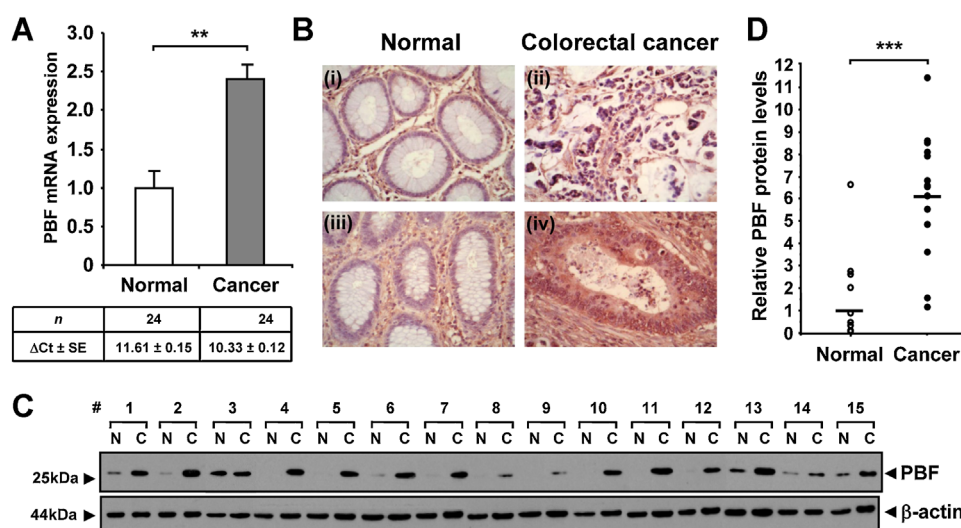 A
PBF mRNA expression
3.0
2.5
2.0
1.5
1.0
0.5
0.0
**
Normal Cancer
n 24 24
ΔCt ± SE 11.61 ± 0.15 10.33 ± 0.12
B
Normal Colorectal cancer
(i) (ii)
(iii) (iv)
D
Relative PBF protein levels
12
11
10
9
8
7
6
5
4
3
2
1
0
***
Normal Cancer
C
# 1 2 3 4 5 6 7 8 9 10 11 12 13 14 15
N C N C N C N C N C N C N C N C N C N C N C N C N C N C N C
25kDa PBF
44kDa β-actin